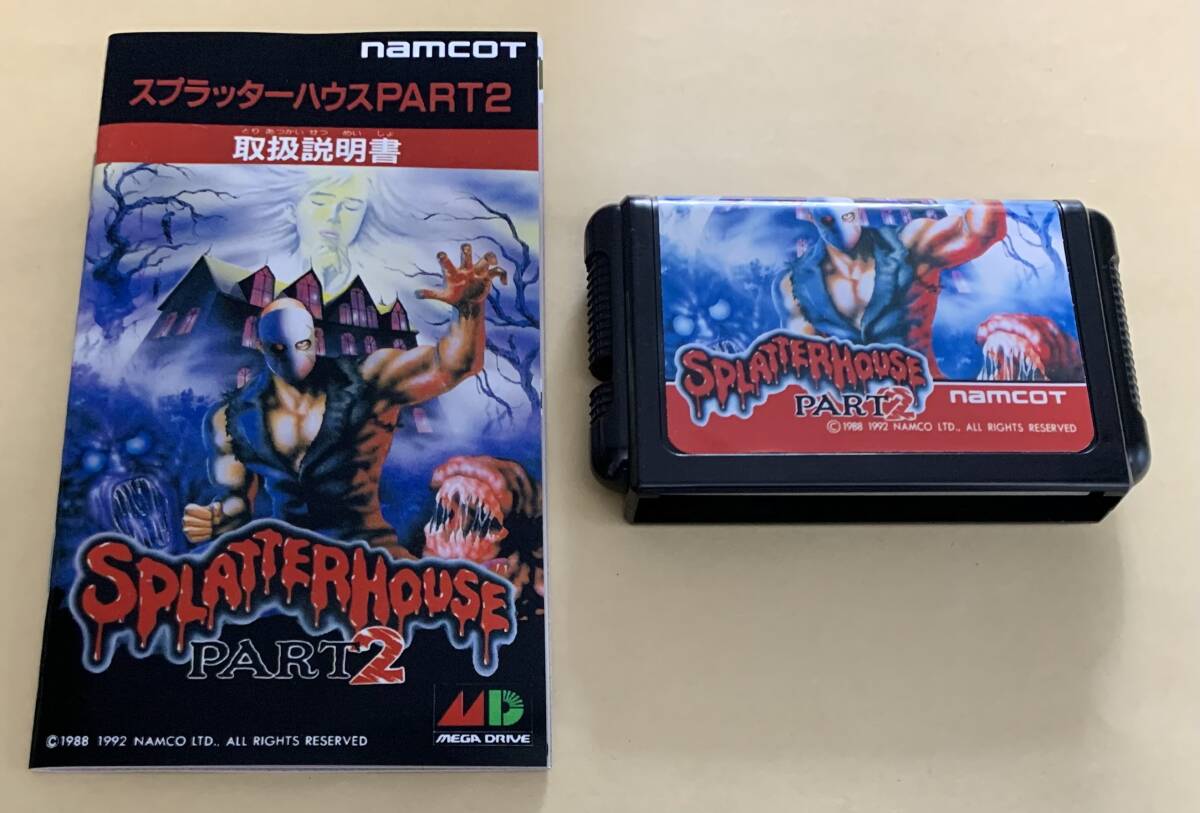 namcoT
スプラッターハウスPART2
とり あつかい せつ めい しょ
取扱説明書
SPLATTERHOUSE
PART2
MD
MEGA DRIVE
©1988 1992 NAMCO LTD., ALL RIGHTS RESERVED
SPLATTERHOUSE
PART2
namcoT
©1988 1992 NAMCO LTD., ALL RIGHTS RESERVED